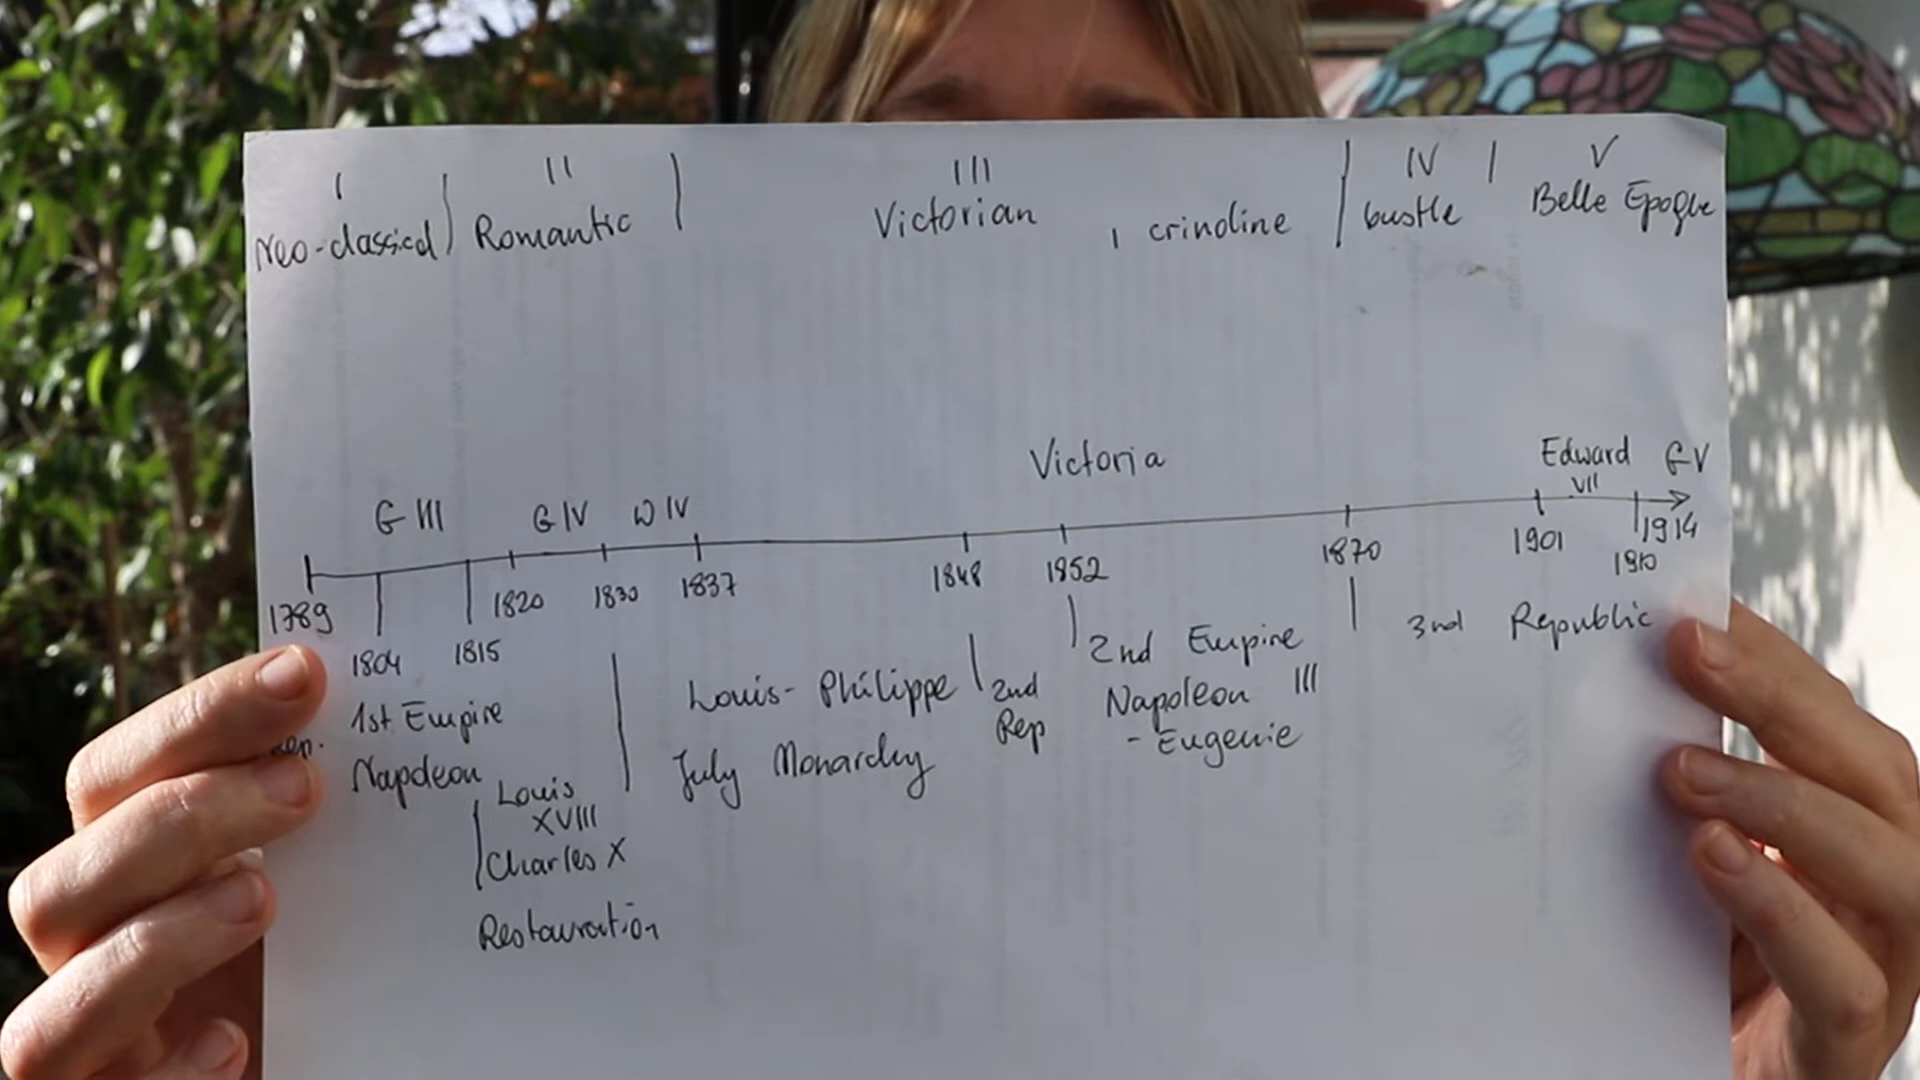 I II III IV V
Neo-classical Romantic Victorian crinoline bustle Belle Epoque
Victoria Edward VII G V
G III G IV W IV
1789 1804 1815 1820 1830 1837 1848 1852 1870 1901 1910 1914
1st Empire
Napoleon
Louis
XVIII
Charles X
Restauration
Louis-Philippe
July Monarchy
2nd
Rep
2nd Empire
Napoleon III
- Eugenie
3nd Republic